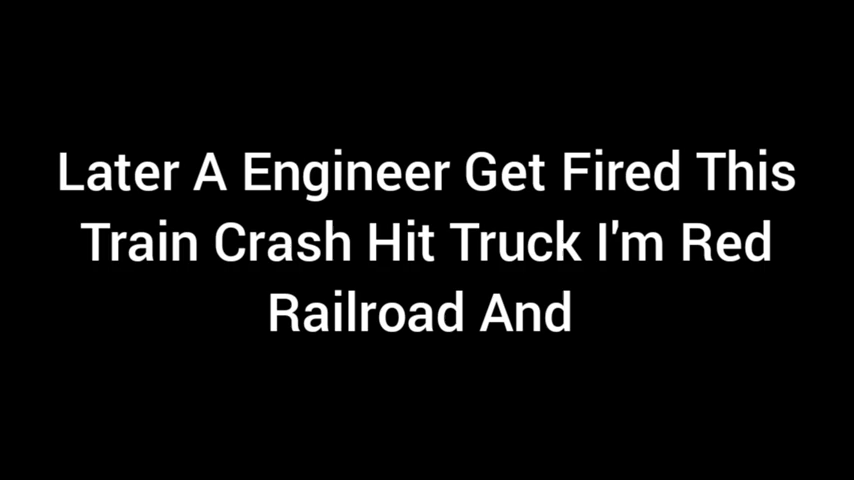 Later A Engineer Get Fired This
Train Crash Hit Truck I'm Red
Railroad And